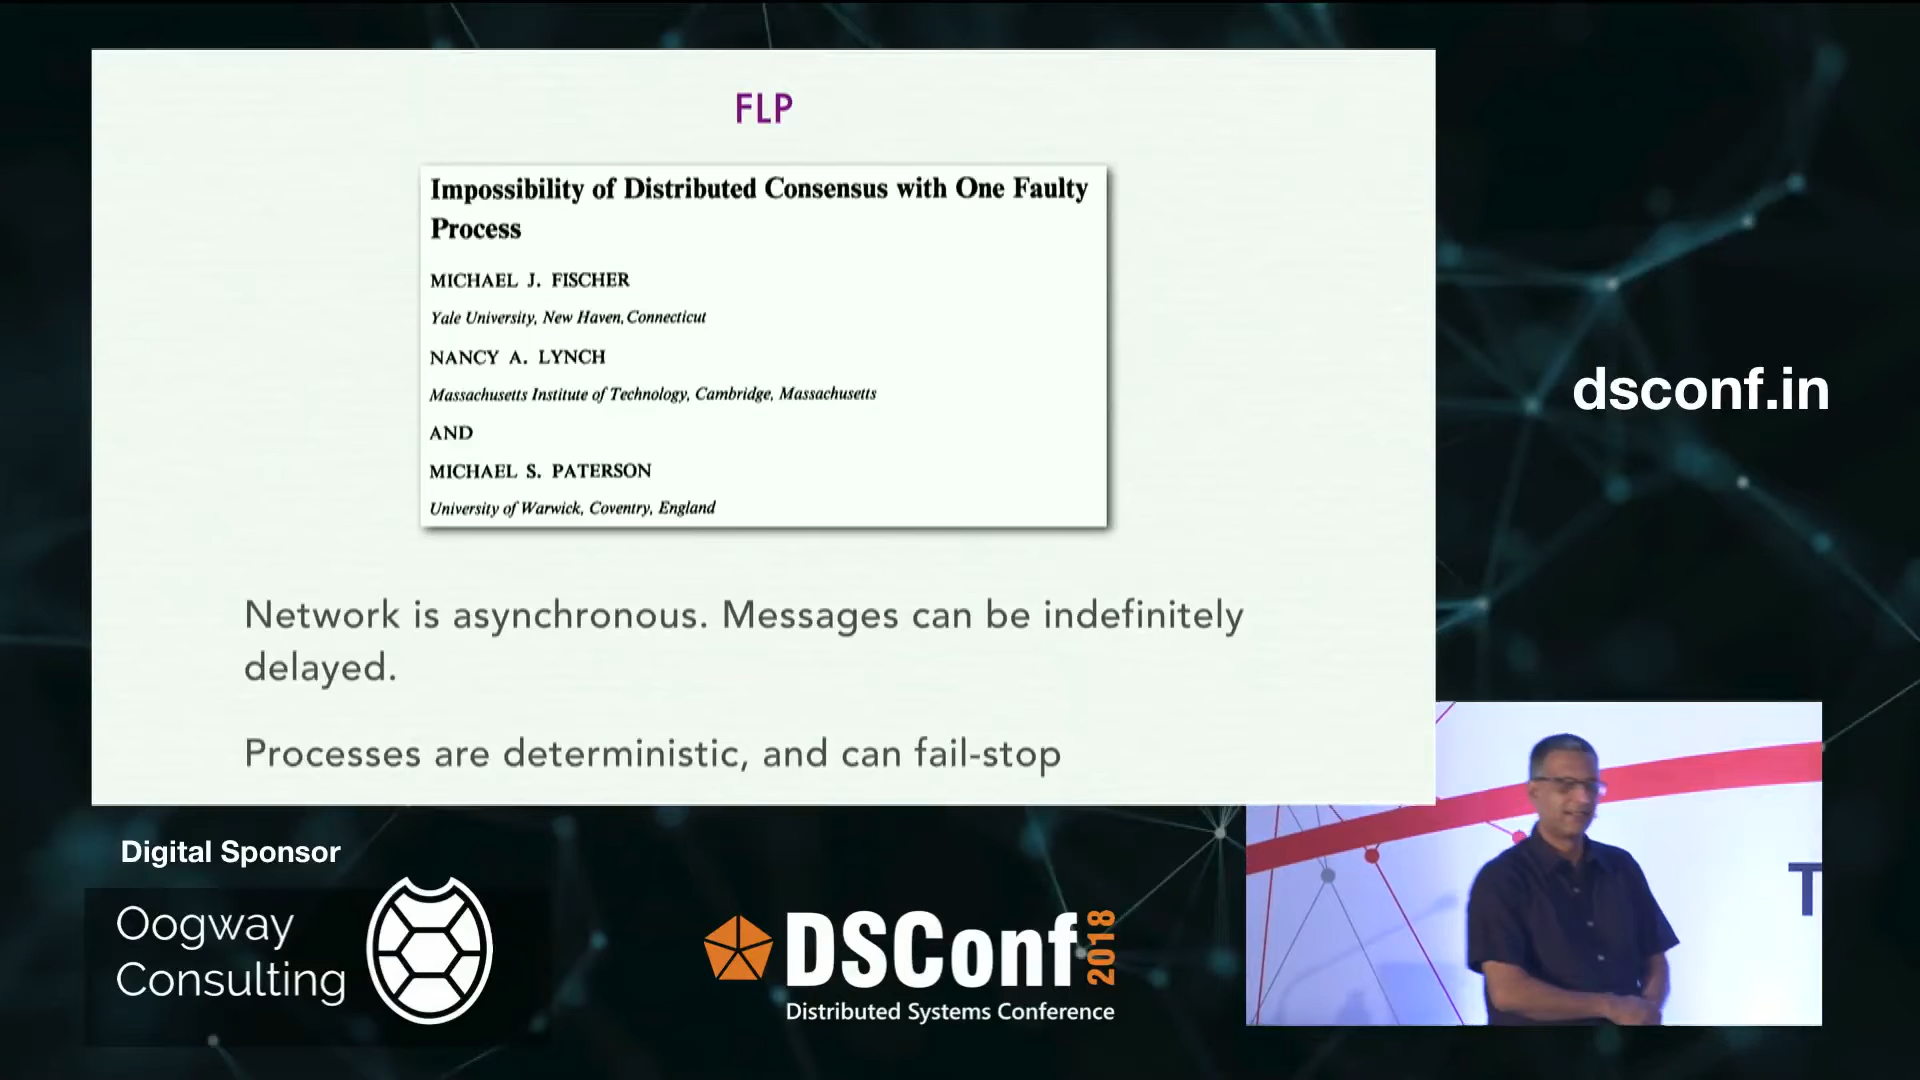 FLP
Impossibility of Distributed Consensus with One Faulty
Process
MICHAEL J. FISCHER
Yale University, New Haven, Connecticut
NANCY A. LYNCH
Massachusetts Institute of Technology, Cambridge, Massachusetts
AND
MICHAEL S. PATERSON
University of Warwick, Coventry, England
Network is asynchronous. Messages can be indefinitely
delayed.
Processes are deterministic, and can fail-stop
dsconf.in
Digital Sponsor
Oogway
Consulting
DSConf 2018
Distributed Systems Conference
T